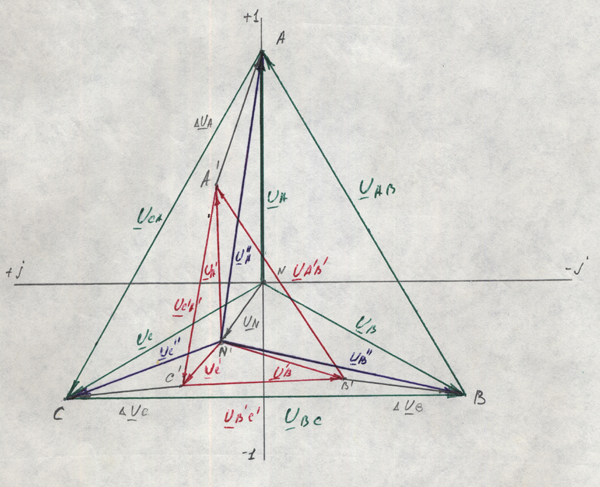 +1
A
ΔU̲A
A'
U̲CA
U̲A
U̲AB
U̲A'
U̲A''
U̲C'A'
N
U̲A'B'
+j
-j
U̲N
U̲C
U̲C''
N'
U̲B
U̲B''
C'
U̲C'
U̲B'
B'
C
ΔU̲C
U̲B'C'
U̲BC
ΔU̲B
B
-1